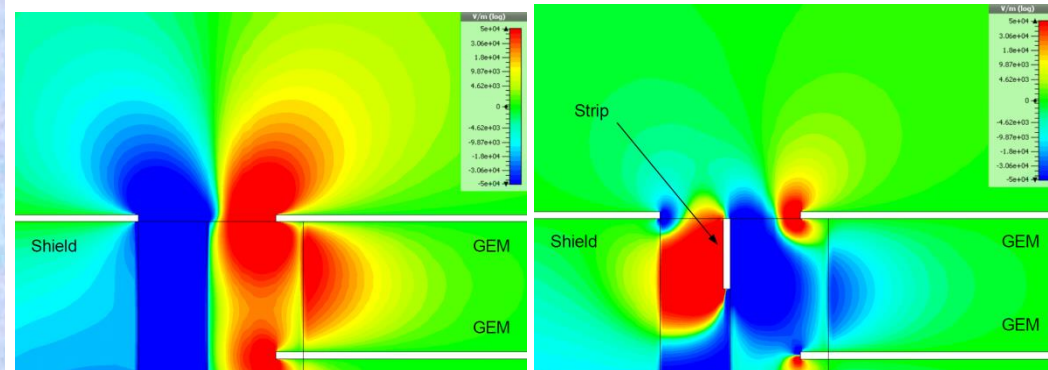 V/m (log)
5e+04
3.06e+04
1.8e+04
9.87e+03
4.62e+03
0
-4.62e+03
-9.87e+03
-1.8e+04
-3.06e+04
-5e+04
Shield
GEM
GEM
V/m (log)
5e+04
3.06e+04
1.8e+04
9.87e+03
4.62e+03
0
-4.62e+03
-9.87e+03
-1.8e+04
-3.06e+04
-5e+04
Strip
Shield
GEM
GEM